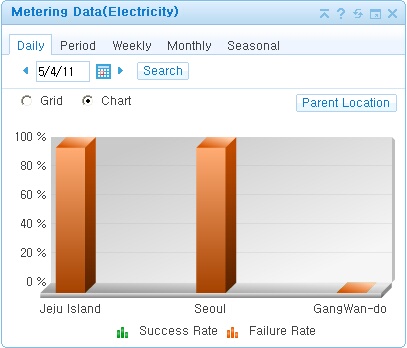 Metering Data(Electricity)
Daily Period Weekly Monthly Seasonal
5/4/11 Search
Grid Chart Parent Location
100 %
80 %
60 %
40 %
20 %
0 %
Jeju Island Seoul GangWan-do
Success Rate Failure Rate